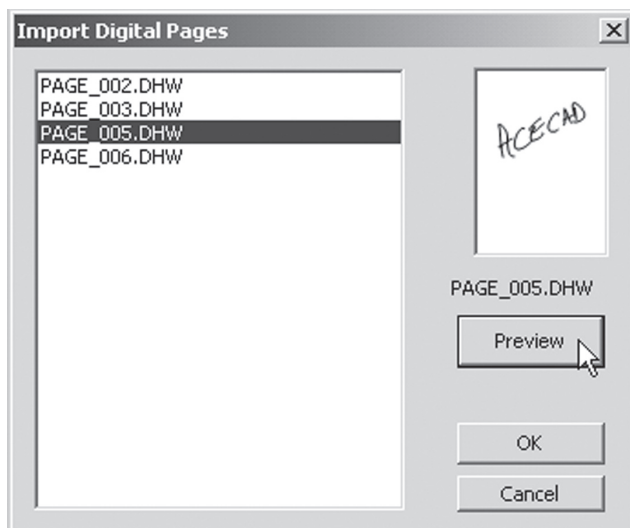 Import Digital Pages
PAGE_002.DHW
PAGE_003.DHW
PAGE_005.DHW
PAGE_006.DHW
ACECAD
PAGE_005.DHW
Preview
OK
Cancel